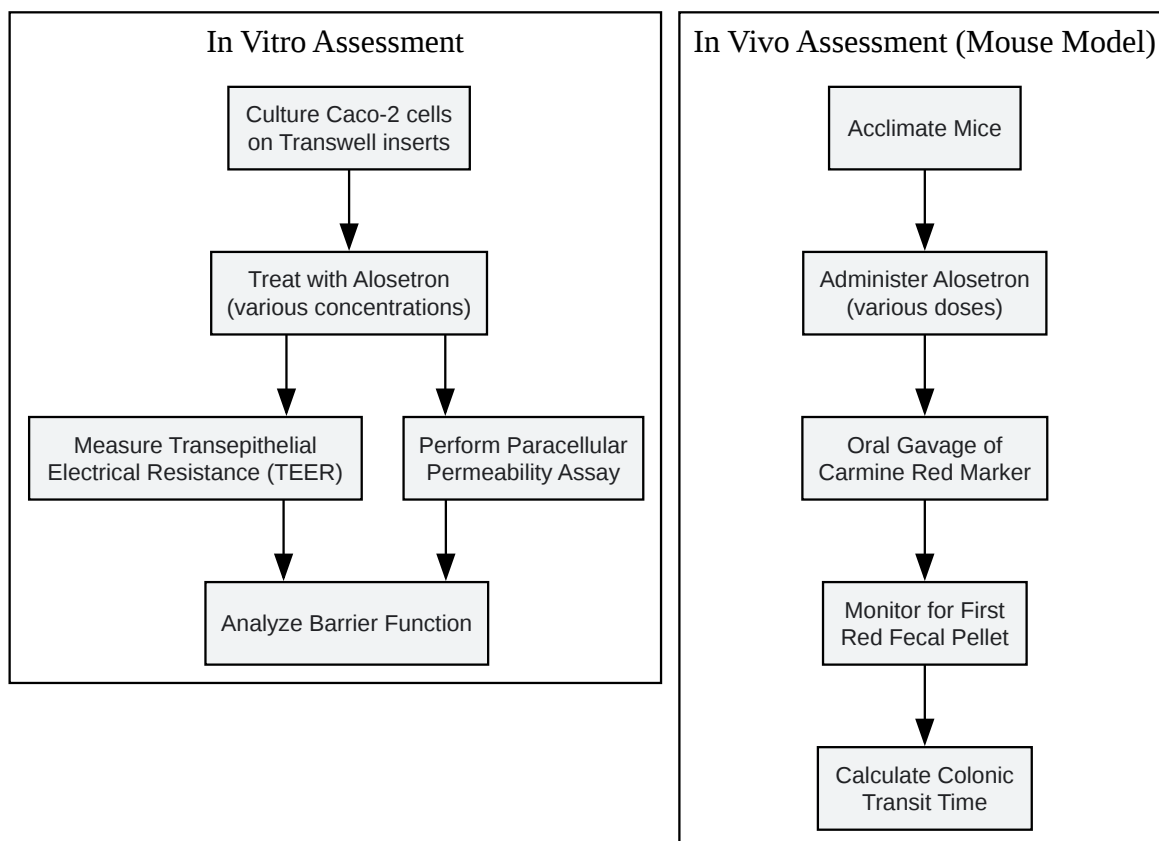 In Vitro Assessment
Culture Caco-2 cells
on Transwell inserts
Treat with Alosetron
(various concentrations)
Measure Transepithelial
Electrical Resistance (TEER)
Perform Paracellular
Permeability Assay
Analyze Barrier Function
In Vivo Assessment (Mouse Model)
Acclimate Mice
Administer Alosetron
(various doses)
Oral Gavage of
Carmine Red Marker
Monitor for First
Red Fecal Pellet
Calculate Colonic
Transit Time